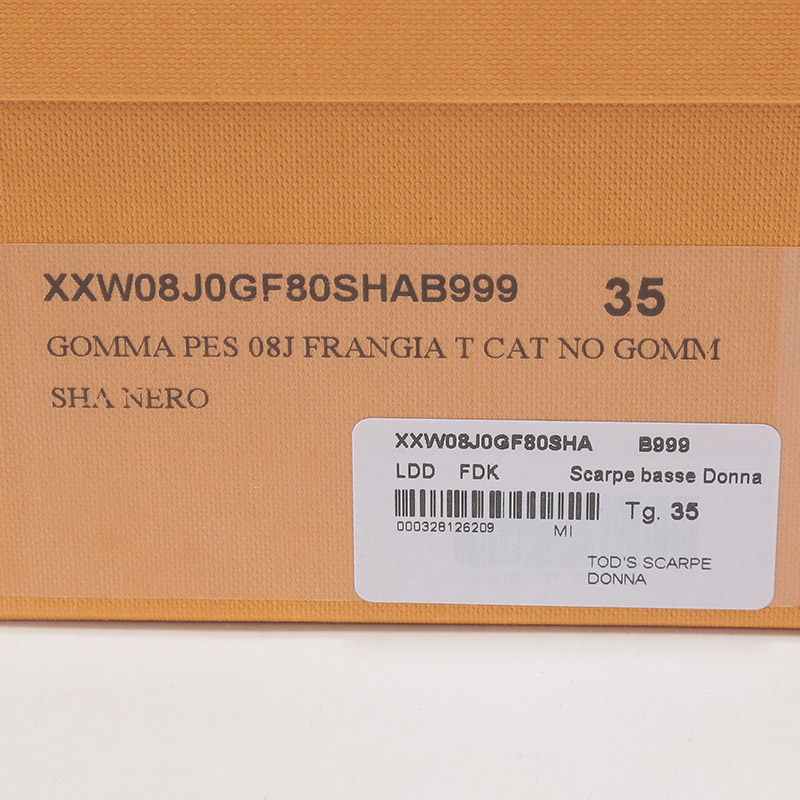 XXW08J0GF80SHAB999 35
GOMMA PES 08J FRANGIA T CAT NO GOMM
SHA NERO
XXW08J0GF80SHA B999
LDD FDK Scarpe basse Donna
Tg. 35
000328126209 MI
TOD'S SCARPE
DONNA